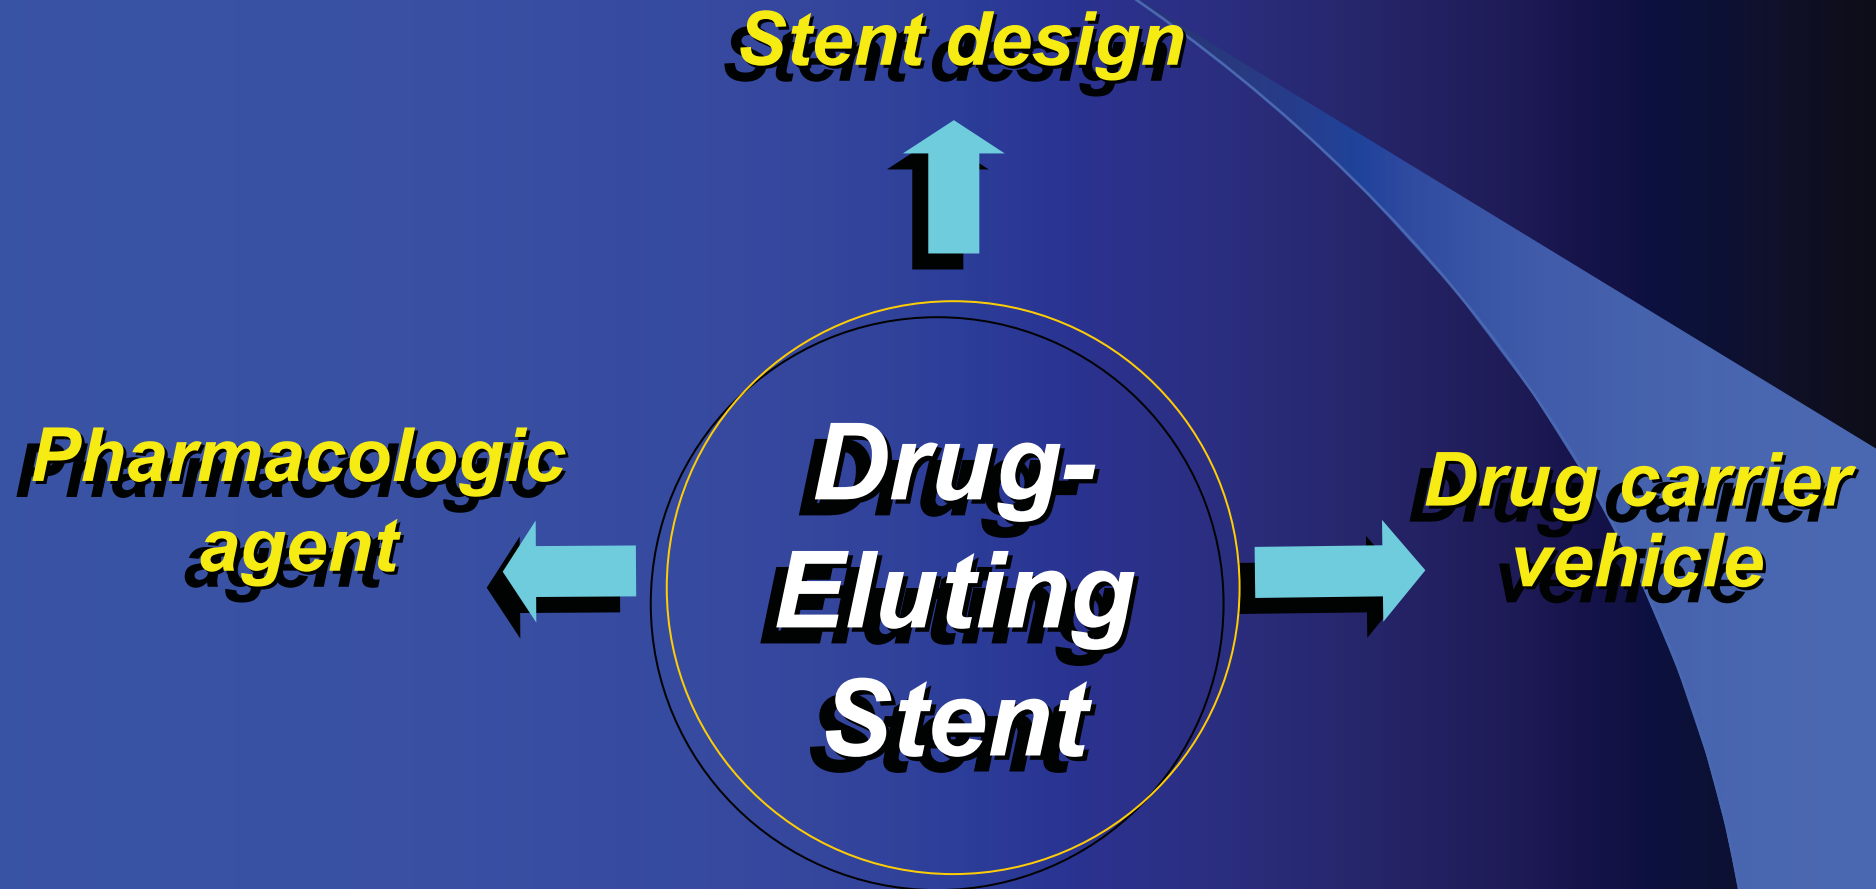 Stent design
Pharmacologic
agent
Drug-
Eluting
Stent
Drug carrier
vehicle